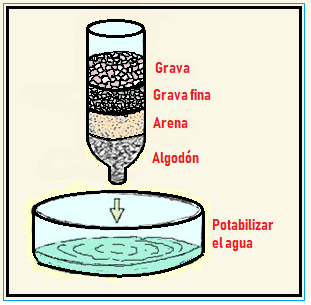 Grava
Grava fina
Arena
Algodón
Potabilizar
el agua